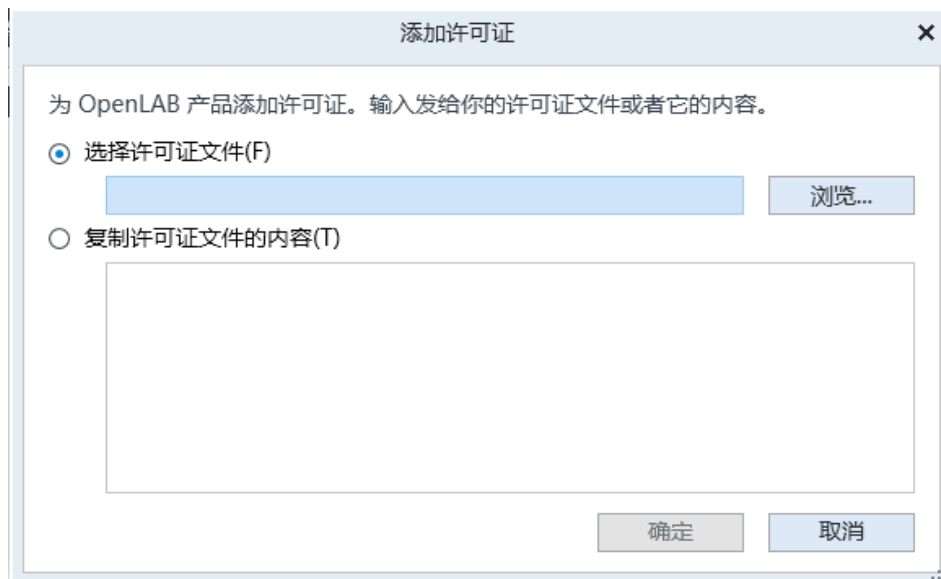 添加许可证
为 OpenLAB 产品添加许可证。输入发给你的许可证文件或者它的内容。
选择许可证文件(F)
浏览...
复制许可证文件的内容(T)
确定 取消